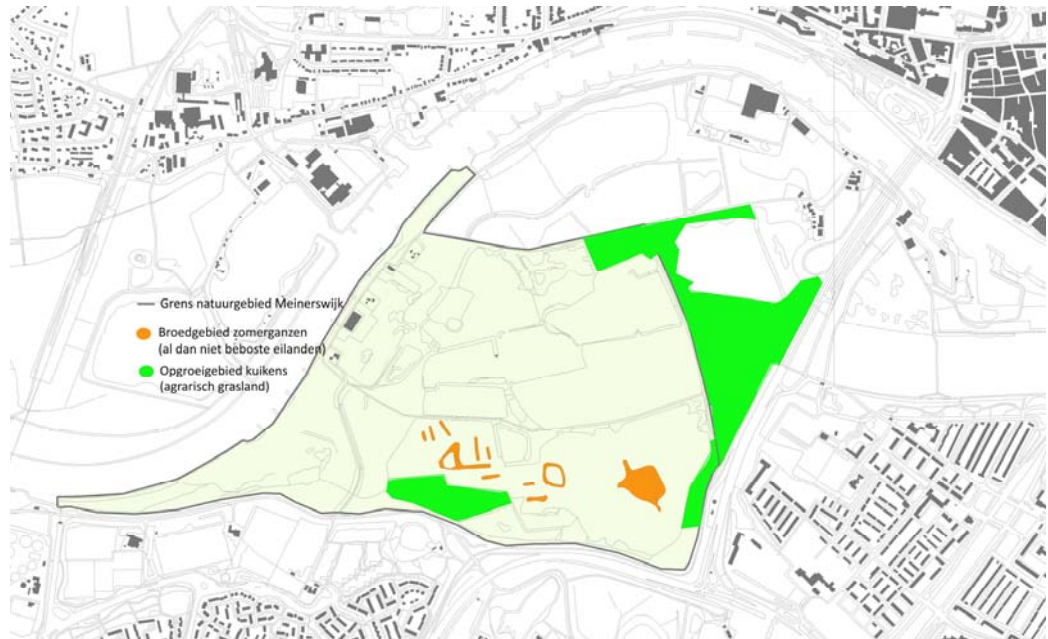 Grens natuurgebied Meinerswijk
Broedgebied zomerganzen
(al dan niet beboste eilanden)
Opgroeigebied kuikens
(agrarisch grasland)